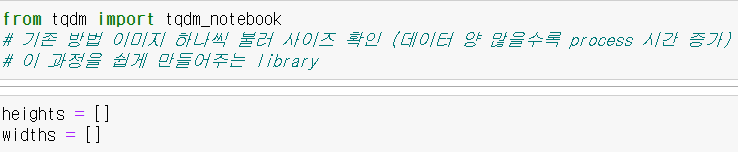 from tqdm import tqdm_notebook
# 기존 방법 이미지 하나씩 불러 사이즈 확인 (데이터 양 많을수록 process 시간 증가)
# 이 과정을 쉽게 만들어주는 library
heights = []
widths = []